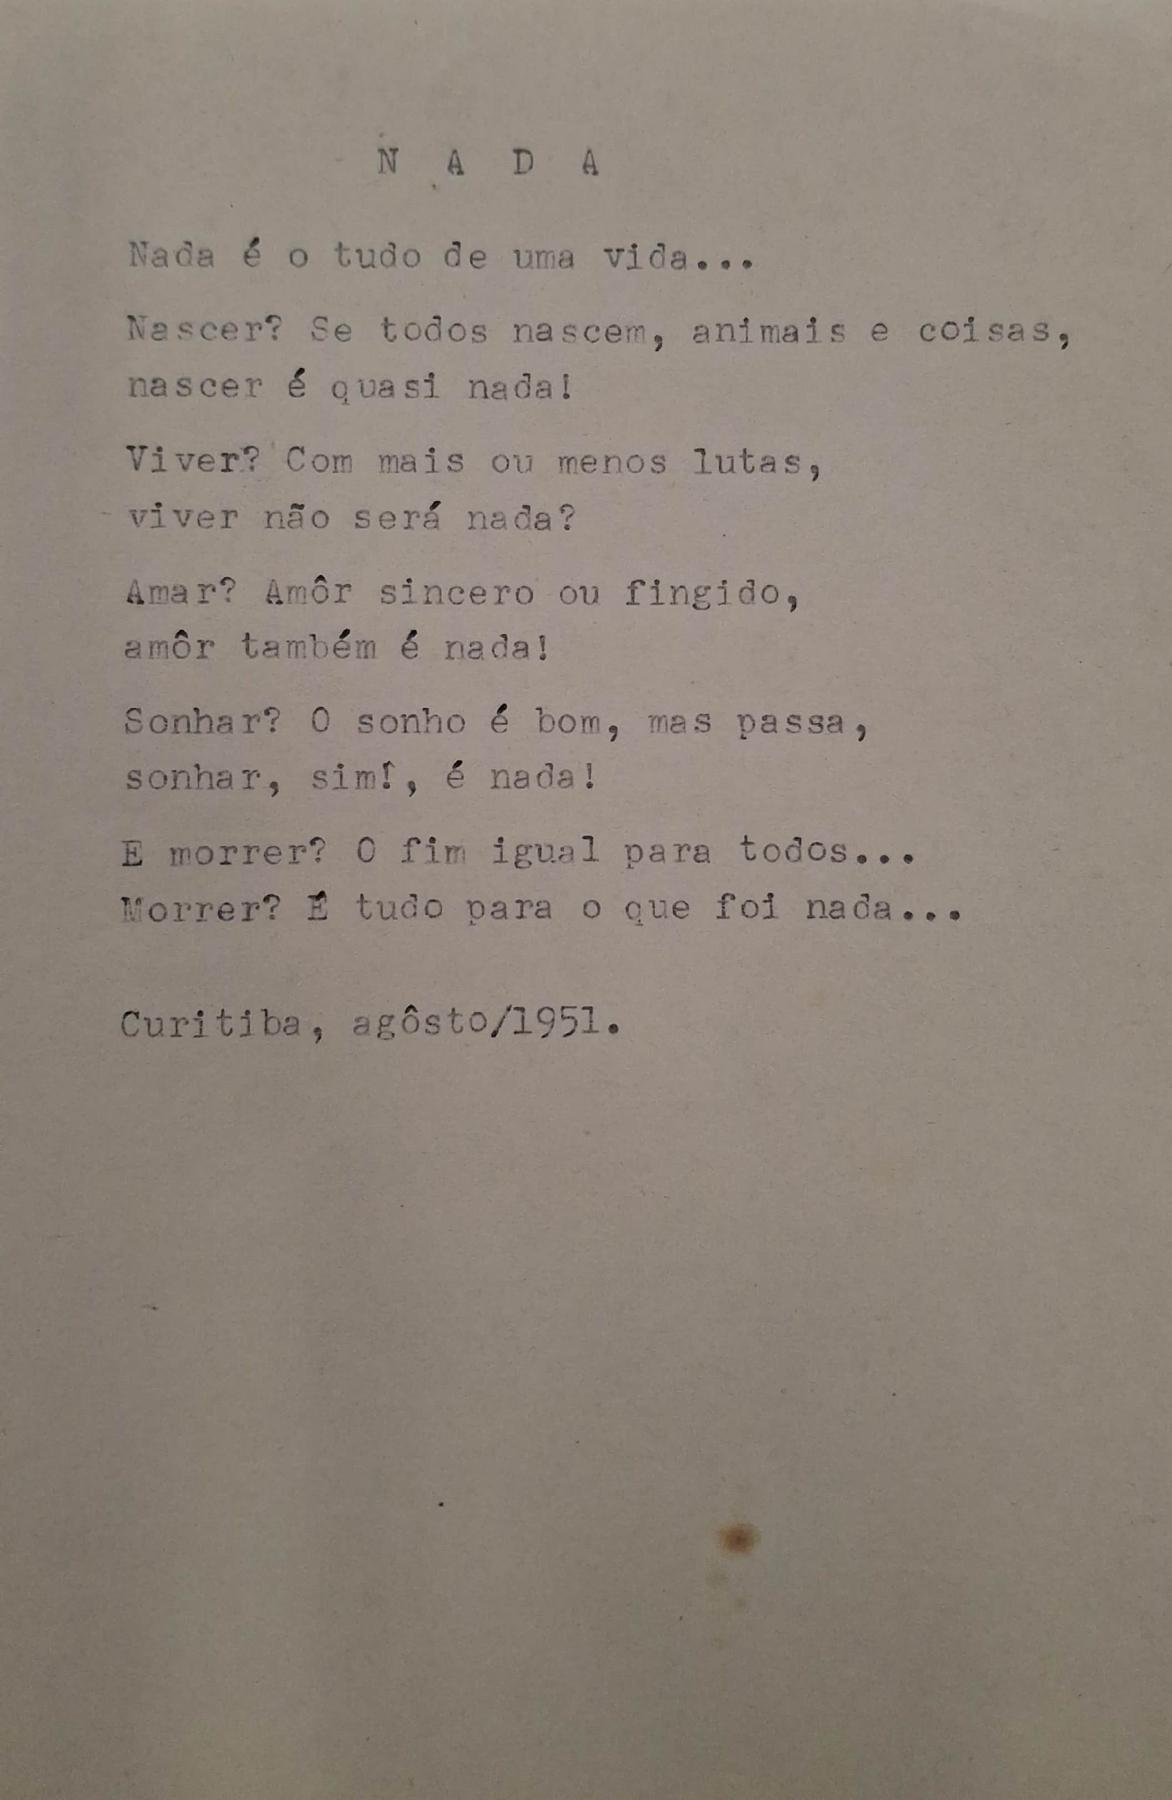 N A D A
Nada é o tudo de uma vida...
Nascer? Se todos nascem, animais e coisas,
nascer é quasi nada!
Viver? Com mais ou menos lutas,
viver não será nada?
Amar? Amôr sincero ou fingido,
amôr também é nada!
Sonhar? O sonho é bom, mas passa,
sonhar, sim!, é nada!
E morrer? O fim igual para todos...
Morrer? É tudo para o que foi nada...
Curitiba, agôsto/1951.